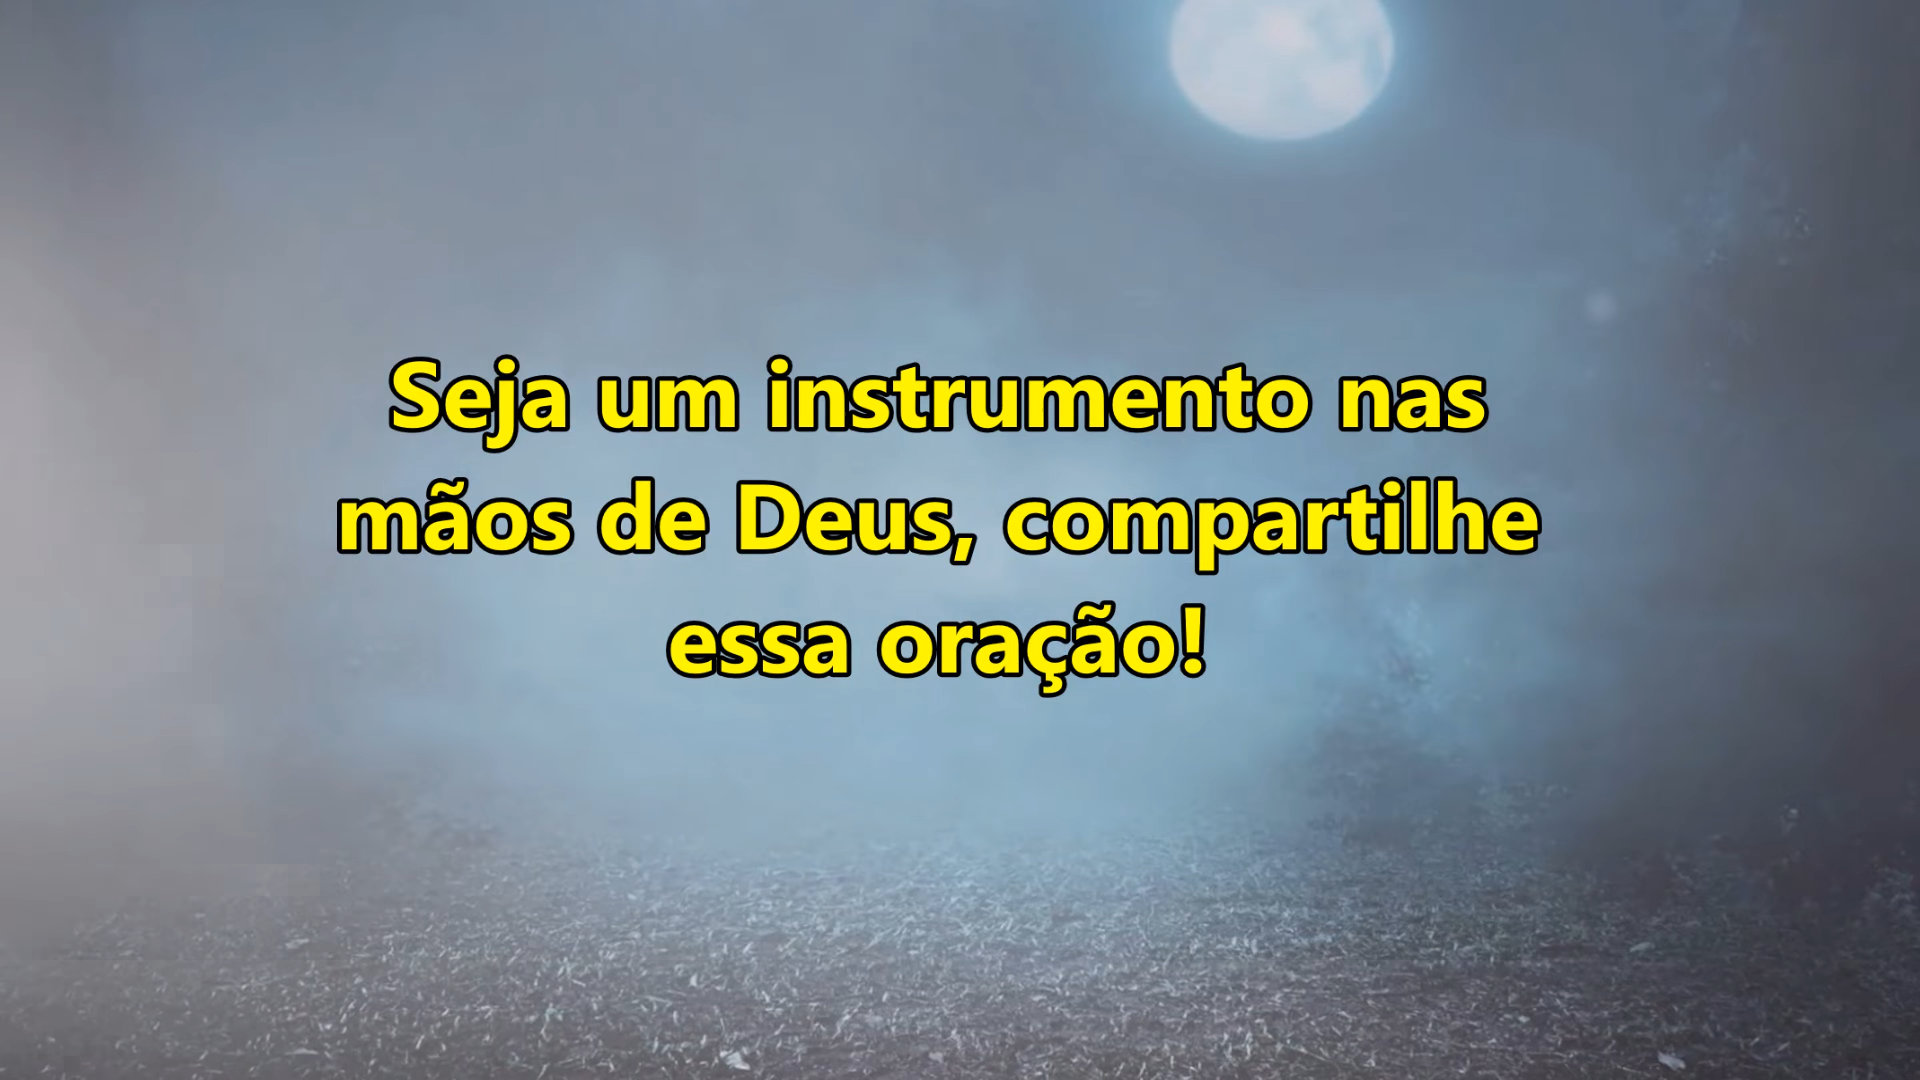 Seja um instrumento nas
mãos de Deus, compartilhe
essa oração!